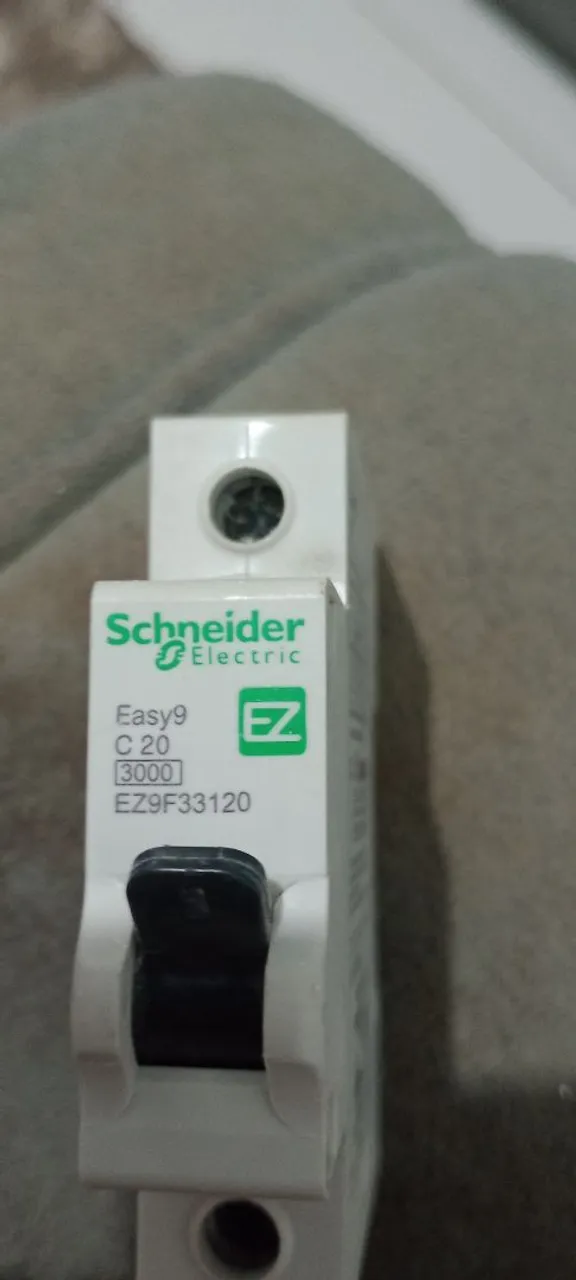 Schneider
Electric
Easy9
EZ
C 20
3000
EZ9F33120